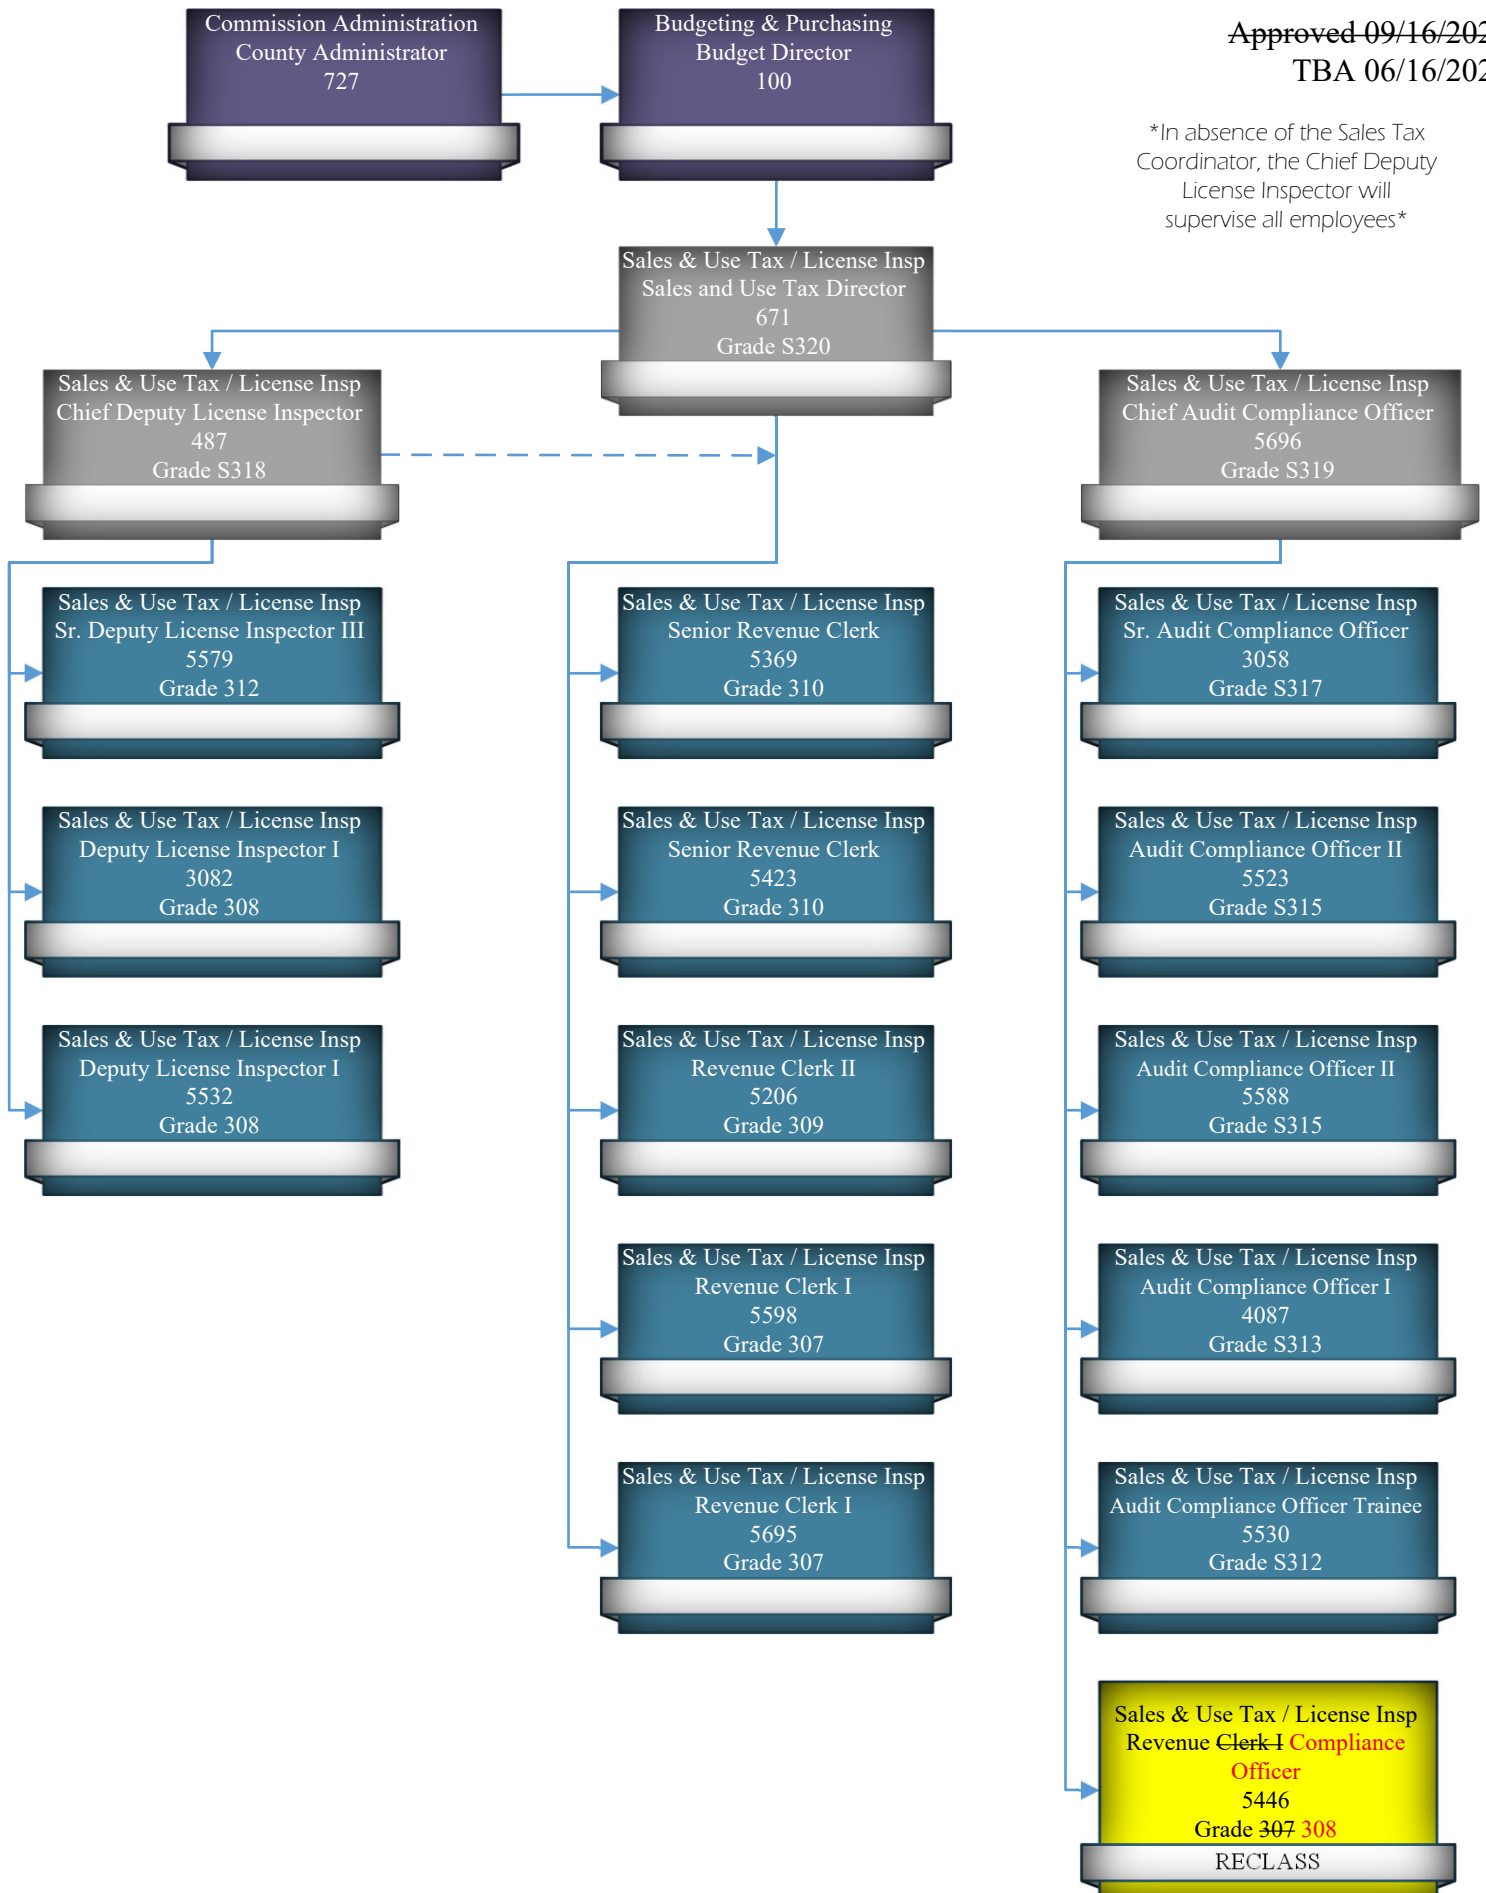 Commission Administration
County Administrator
727
Budgeting & Purchasing
Budget Director
100
Approved 09/16/202
TBA 06/16/202
*In absence of the Sales Tax
Coordinator, the Chief Deputy
License Inspector will
supervise all employees*
Sales & Use Tax / License Insp
Sales and Use Tax Director
671
Grade S320
Sales & Use Tax / License Insp
Chief Deputy License Inspector
487
Grade S318
Sales & Use Tax / License Insp
Chief Audit Compliance Officer
5696
Grade S319
Sales & Use Tax / License Insp
Sr. Deputy License Inspector III
5579
Grade 312
Sales & Use Tax / License Insp
Senior Revenue Clerk
5369
Grade 310
Sales & Use Tax / License Insp
Sr. Audit Compliance Officer
3058
Grade S317
Sales & Use Tax / License Insp
Deputy License Inspector I
3082
Grade 308
Sales & Use Tax / License Insp
Senior Revenue Clerk
5423
Grade 310
Sales & Use Tax / License Insp
Audit Compliance Officer II
5523
Grade S315
Sales & Use Tax / License Insp
Deputy License Inspector I
5532
Grade 308
Sales & Use Tax / License Insp
Revenue Clerk II
5206
Grade 309
Sales & Use Tax / License Insp
Audit Compliance Officer II
5588
Grade S315
Sales & Use Tax / License Insp
Revenue Clerk I
5598
Grade 307
Sales & Use Tax / License Insp
Audit Compliance Officer I
4087
Grade S313
Sales & Use Tax / License Insp
Revenue Clerk I
5695
Grade 307
Sales & Use Tax / License Insp
Audit Compliance Officer Trainee
5530
Grade S312
Sales & Use Tax / License Insp
Revenue Clerk I Compliance
Officer
5446
Grade 307 308
RECLASS